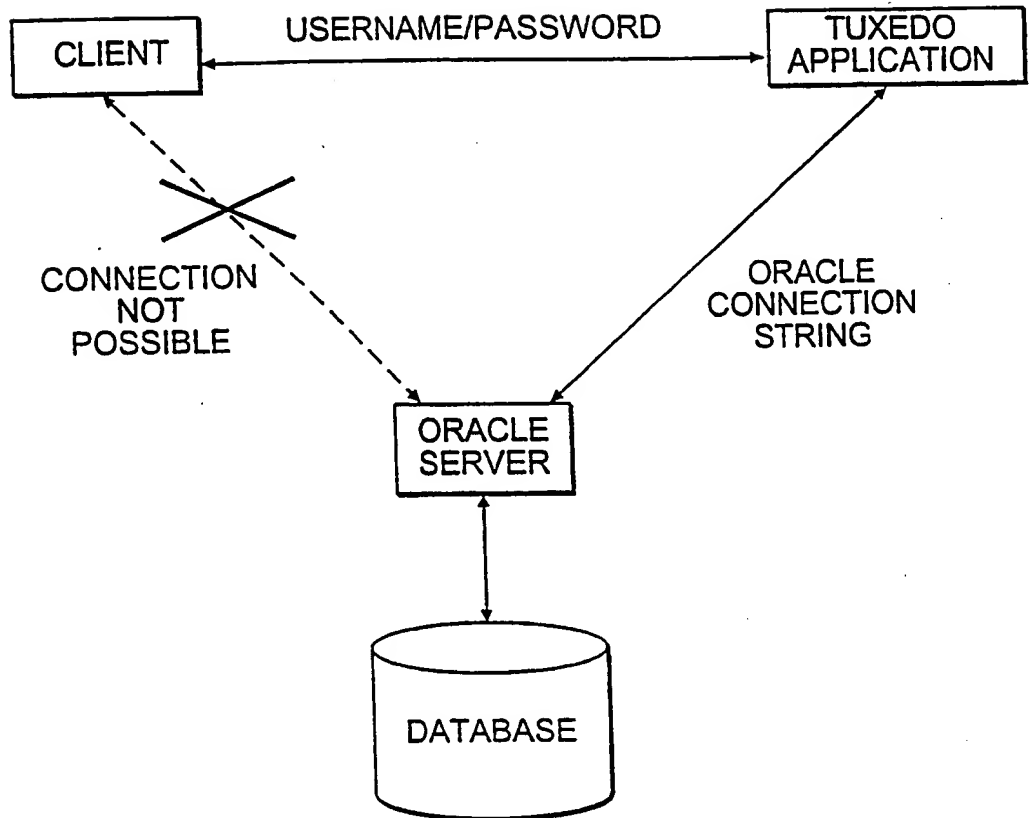 CLIENT
USERNAME/PASSWORD
TUXEDO
APPLICATION
CONNECTION
NOT
POSSIBLE
ORACLE
CONNECTION
STRING
ORACLE
SERVER
DATABASE